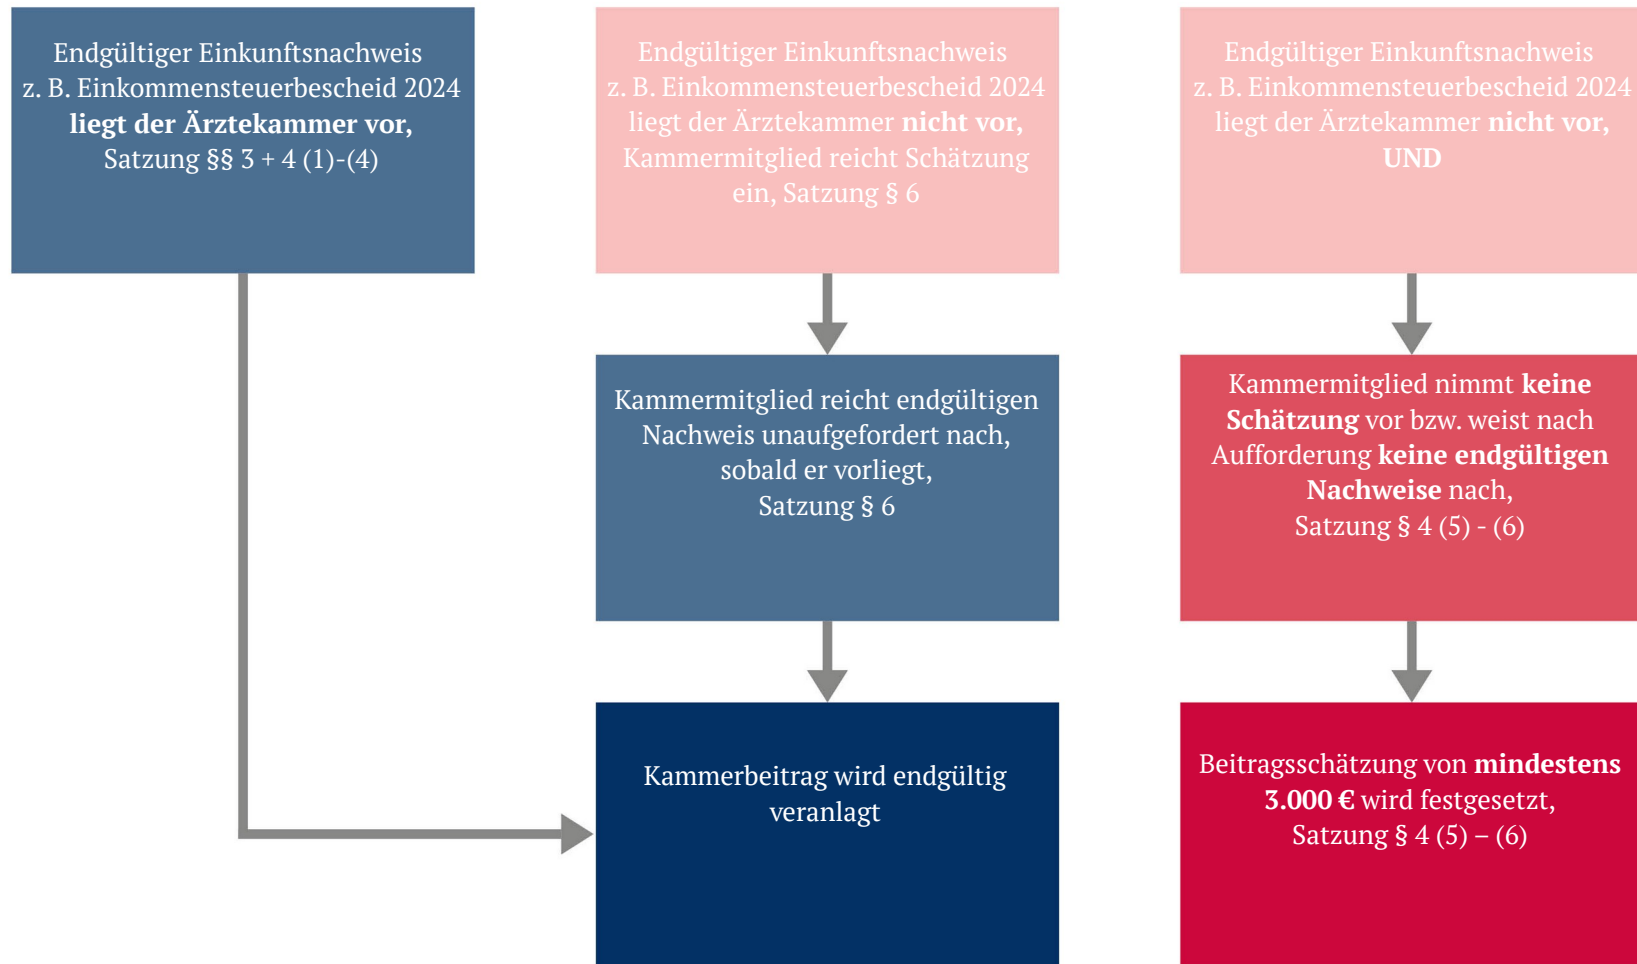 Endgültiger Einkunftsnachweis
z. B. Einkommensteuerbescheid 2024
liegt der Ärztekammer vor,
Satzung §§ 3 + 4 (1)-(4)
Endgültiger Einkunftsnachweis
z. B. Einkommensteuerbescheid 2024
liegt der Ärztekammer nicht vor,
Kammermitglied reicht Schätzung
ein, Satzung § 6
Endgültiger Einkunftsnachweis
z. B. Einkommensteuerbescheid 2024
liegt der Ärztekammer nicht vor,
UND
Kammermitglied reicht endgültigen
Nachweis unaufgefordert nach,
sobald er vorliegt,
Satzung § 6
Kammermitglied nimmt keine
Schätzung vor bzw. weist nach
Aufforderung keine endgültigen
Nachweise nach,
Satzung § 4 (5) - (6)
Kammerbeitrag wird endgültig
veranlagt
Beitragsschätzung von mindestens
3.000 € wird festgesetzt,
Satzung § 4 (5) – (6)